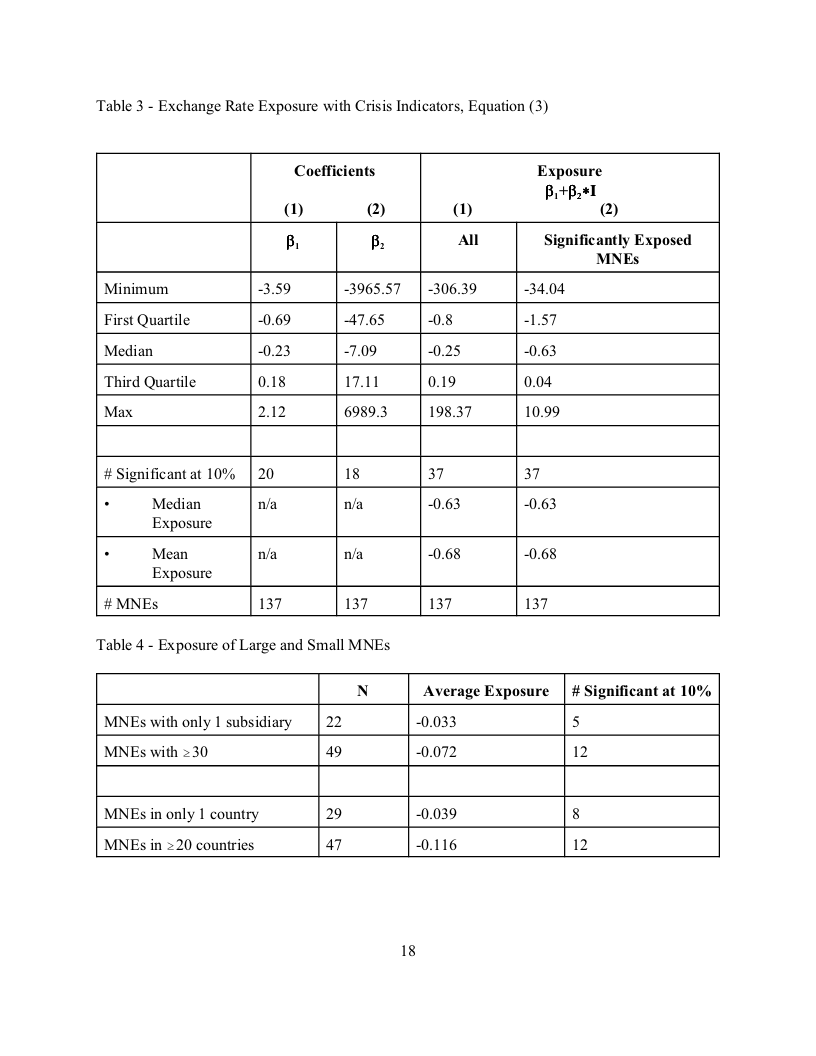 Table 3 - Exchange Rate Exposure with Crisis Indicators, Equation (3)
Coefficients Exposure
β₁+β₂∗I
(1) (2) (1) (2)
β₁ β₂ All Significantly Exposed
MNEs
Minimum -3.59 -3965.57 -306.39 -34.04
First Quartile -0.69 -47.65 -0.8 -1.57
Median -0.23 -7.09 -0.25 -0.63
Third Quartile 0.18 17.11 0.19 0.04
Max 2.12 6989.3 198.37 10.99
# Significant at 10% 20 18 37 37
• Median n/a n/a -0.63 -0.63
Exposure
• Mean n/a n/a -0.68 -0.68
Exposure
# MNEs 137 137 137 137
Table 4 - Exposure of Large and Small MNEs
N Average Exposure # Significant at 10%
MNEs with only 1 subsidiary 22 -0.033 5
MNEs with ≥30 49 -0.072 12
MNEs in only 1 country 29 -0.039 8
MNEs in ≥20 countries 47 -0.116 12
18